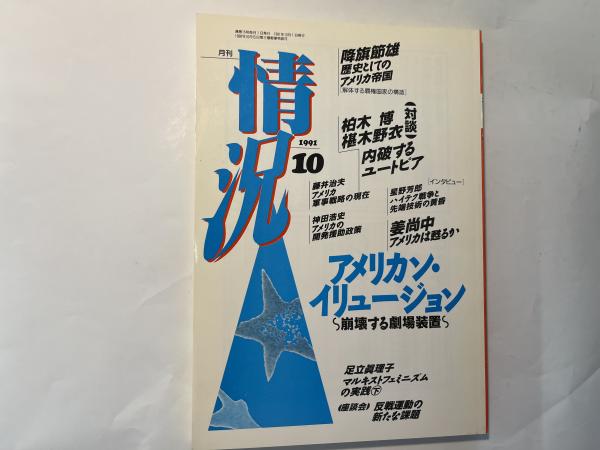 月刊
情況
1991
10
降旗節雄
歴史としての
アメリカ帝国
[解体する覇権国家の構造]
〔対談〕
柏木 博
椹木野衣
内破する
ユートピア
藤井治夫
アメリカ
軍事戦略の現在
[インタビュー]
星野芳郎
ハイテク戦争と
先端技術の黄昏
神田浩史
アメリカの
開発援助政策
姜尚中
アメリカは甦るか
アメリカン・
イリュージョン
〜崩壊する劇場装置〜
足立眞理子
マルキストフェミニズム
の実践下
《座談会》 反戦運動の
新たな課題